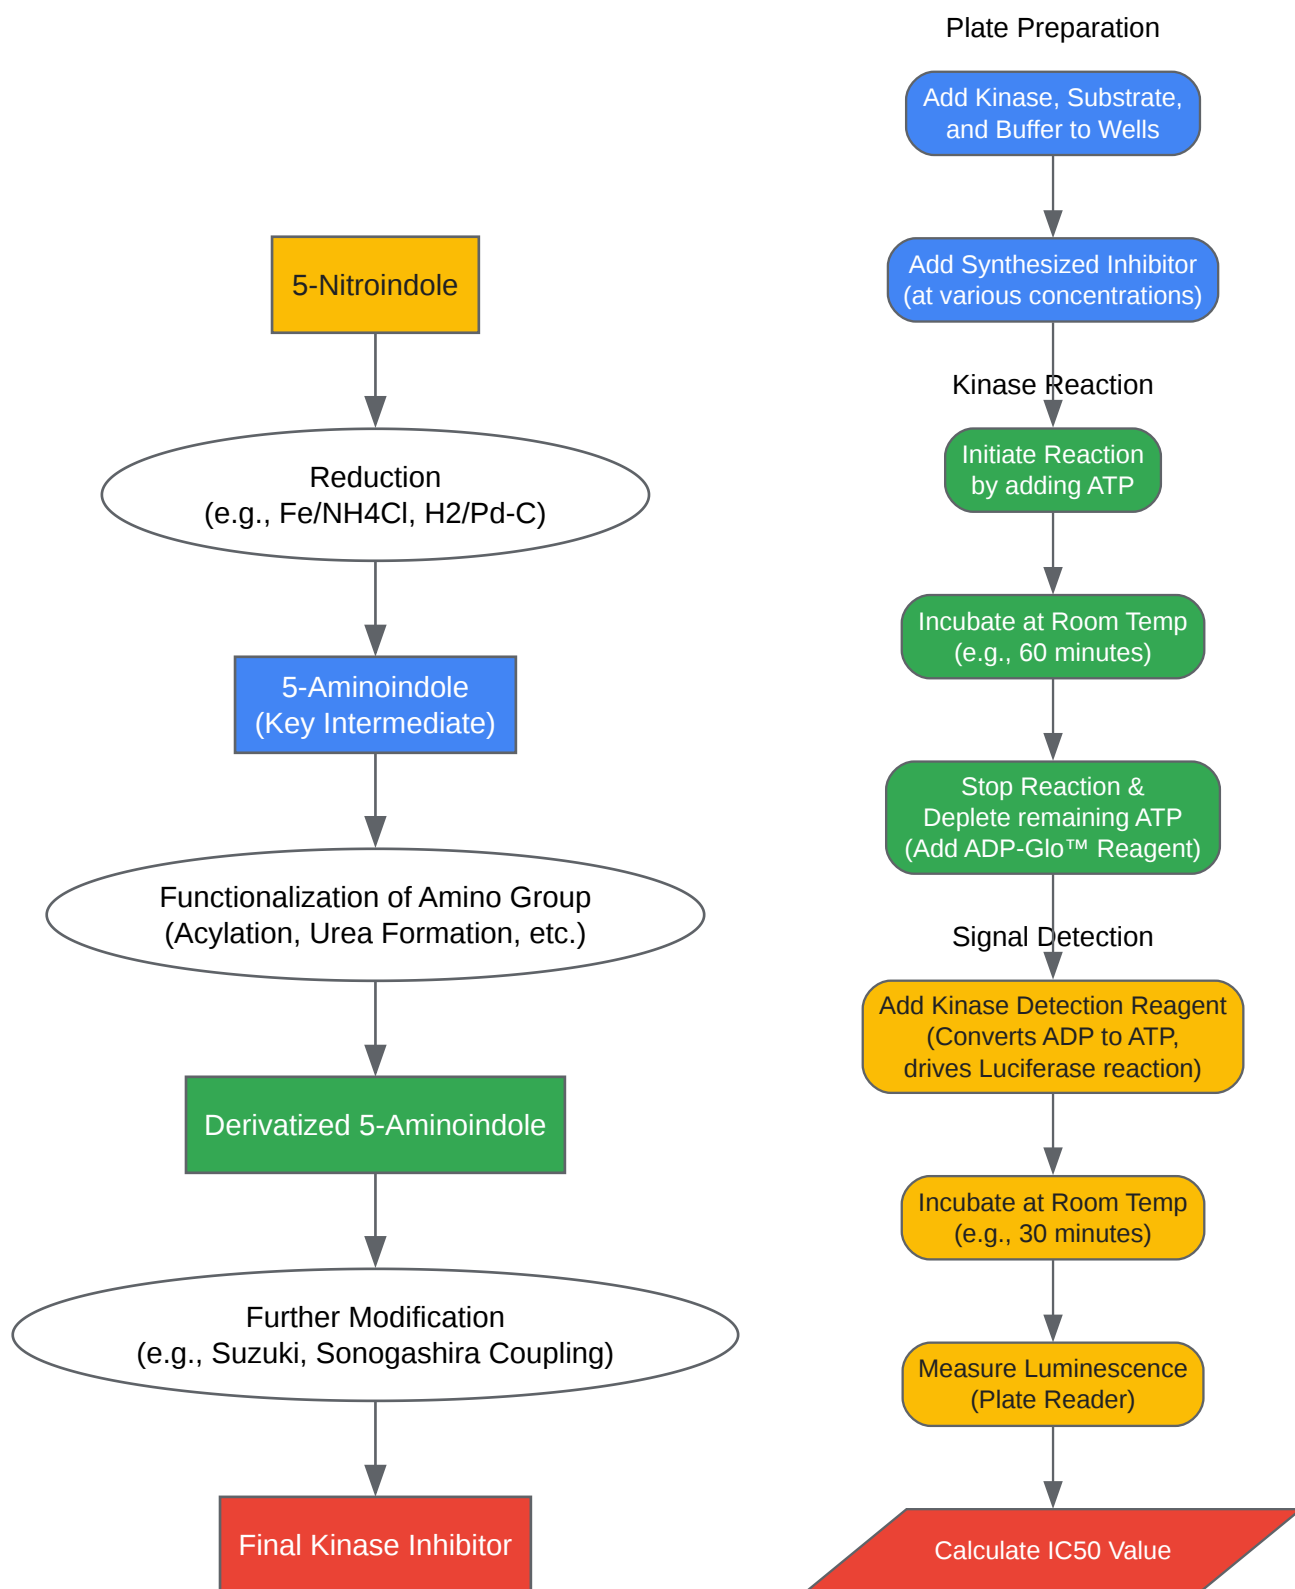 5-Nitroindole
Reduction
(e.g., Fe/NH4Cl, H2/Pd-C)
5-Aminoindole
(Key Intermediate)
Functionalization of Amino Group
(Acylation, Urea Formation, etc.)
Derivatized 5-Aminoindole
Further Modification
(e.g., Suzuki, Sonogashira Coupling)
Final Kinase Inhibitor
Plate Preparation
Add Kinase, Substrate,
and Buffer to Wells
Add Synthesized Inhibitor
(at various concentrations)
Kinase Reaction
Initiate Reaction
by adding ATP
Incubate at Room Temp
(e.g., 60 minutes)
Stop Reaction &
Deplete remaining ATP
(Add ADP-Glo™ Reagent)
Signal Detection
Add Kinase Detection Reagent
(Converts ADP to ATP,
drives Luciferase reaction)
Incubate at Room Temp
(e.g., 30 minutes)
Measure Luminescence
(Plate Reader)
Calculate IC50 Value